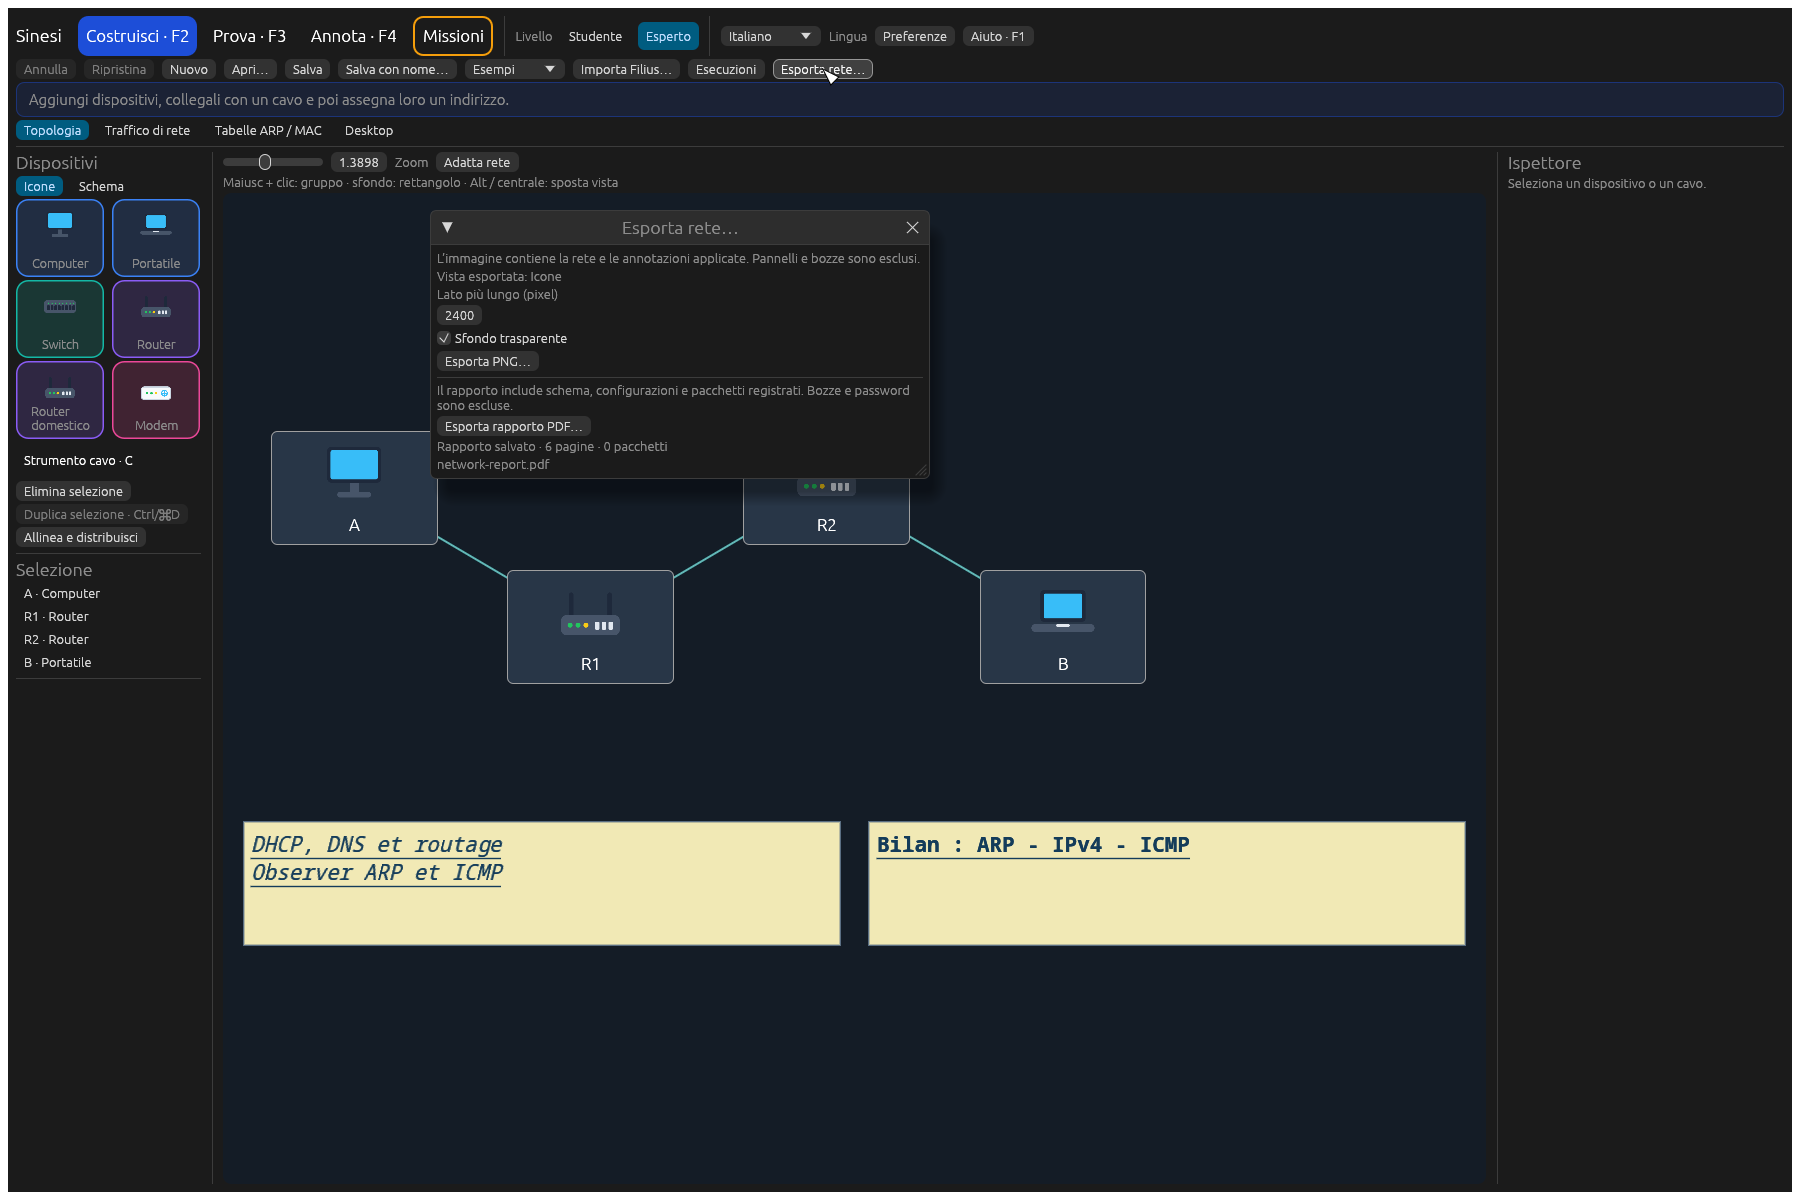 Sinesi Costruisci · F2 Prova · F3 Annota · F4 Missioni Livello Studente Esperto Italiano Lingua Preferenze Aiuto · F1
Annulla Ripristina Nuovo Apri… Salva Salva con nome… Esempi Importa Filius… Esecuzioni Esporta rete…
Aggiungi dispositivi, collegali con un cavo e poi assegna loro un indirizzo.
Topologia Traffico di rete Tabelle ARP / MAC Desktop
Dispositivi
Icone Schema
Computer Portatile
Switch Router
Router domestico
Modem
Strumento cavo · C
Elimina selezione
Duplica selezione · Ctrl/⌘D
Allinea e distribuisci
Selezione
A · Computer
R1 · Router
R2 · Router
B · Portatile
1.3898 Zoom Adatta rete
Maiusc + clic: gruppo · sfondo: rettangolo · Alt / centrale: sposta vista
Esporta rete…
L'immagine contiene la rete e le annotazioni applicate. Pannelli e bozze sono esclusi.
Vista esportata: Icone
Lato più lungo (pixel)
2400
Sfondo trasparente
Esporta PNG…
Il rapporto include schema, configurazioni e pacchetti registrati. Bozze e password
sono escluse.
Esporta rapporto PDF…
Rapporto salvato · 6 pagine · 0 pacchetti
network-report.pdf
A
R2
R1
B
DHCP, DNS et routage
Observer ARP et ICMP
Bilan : ARP - IPv4 - ICMP
Ispettore
Seleziona un dispositivo o un cavo.